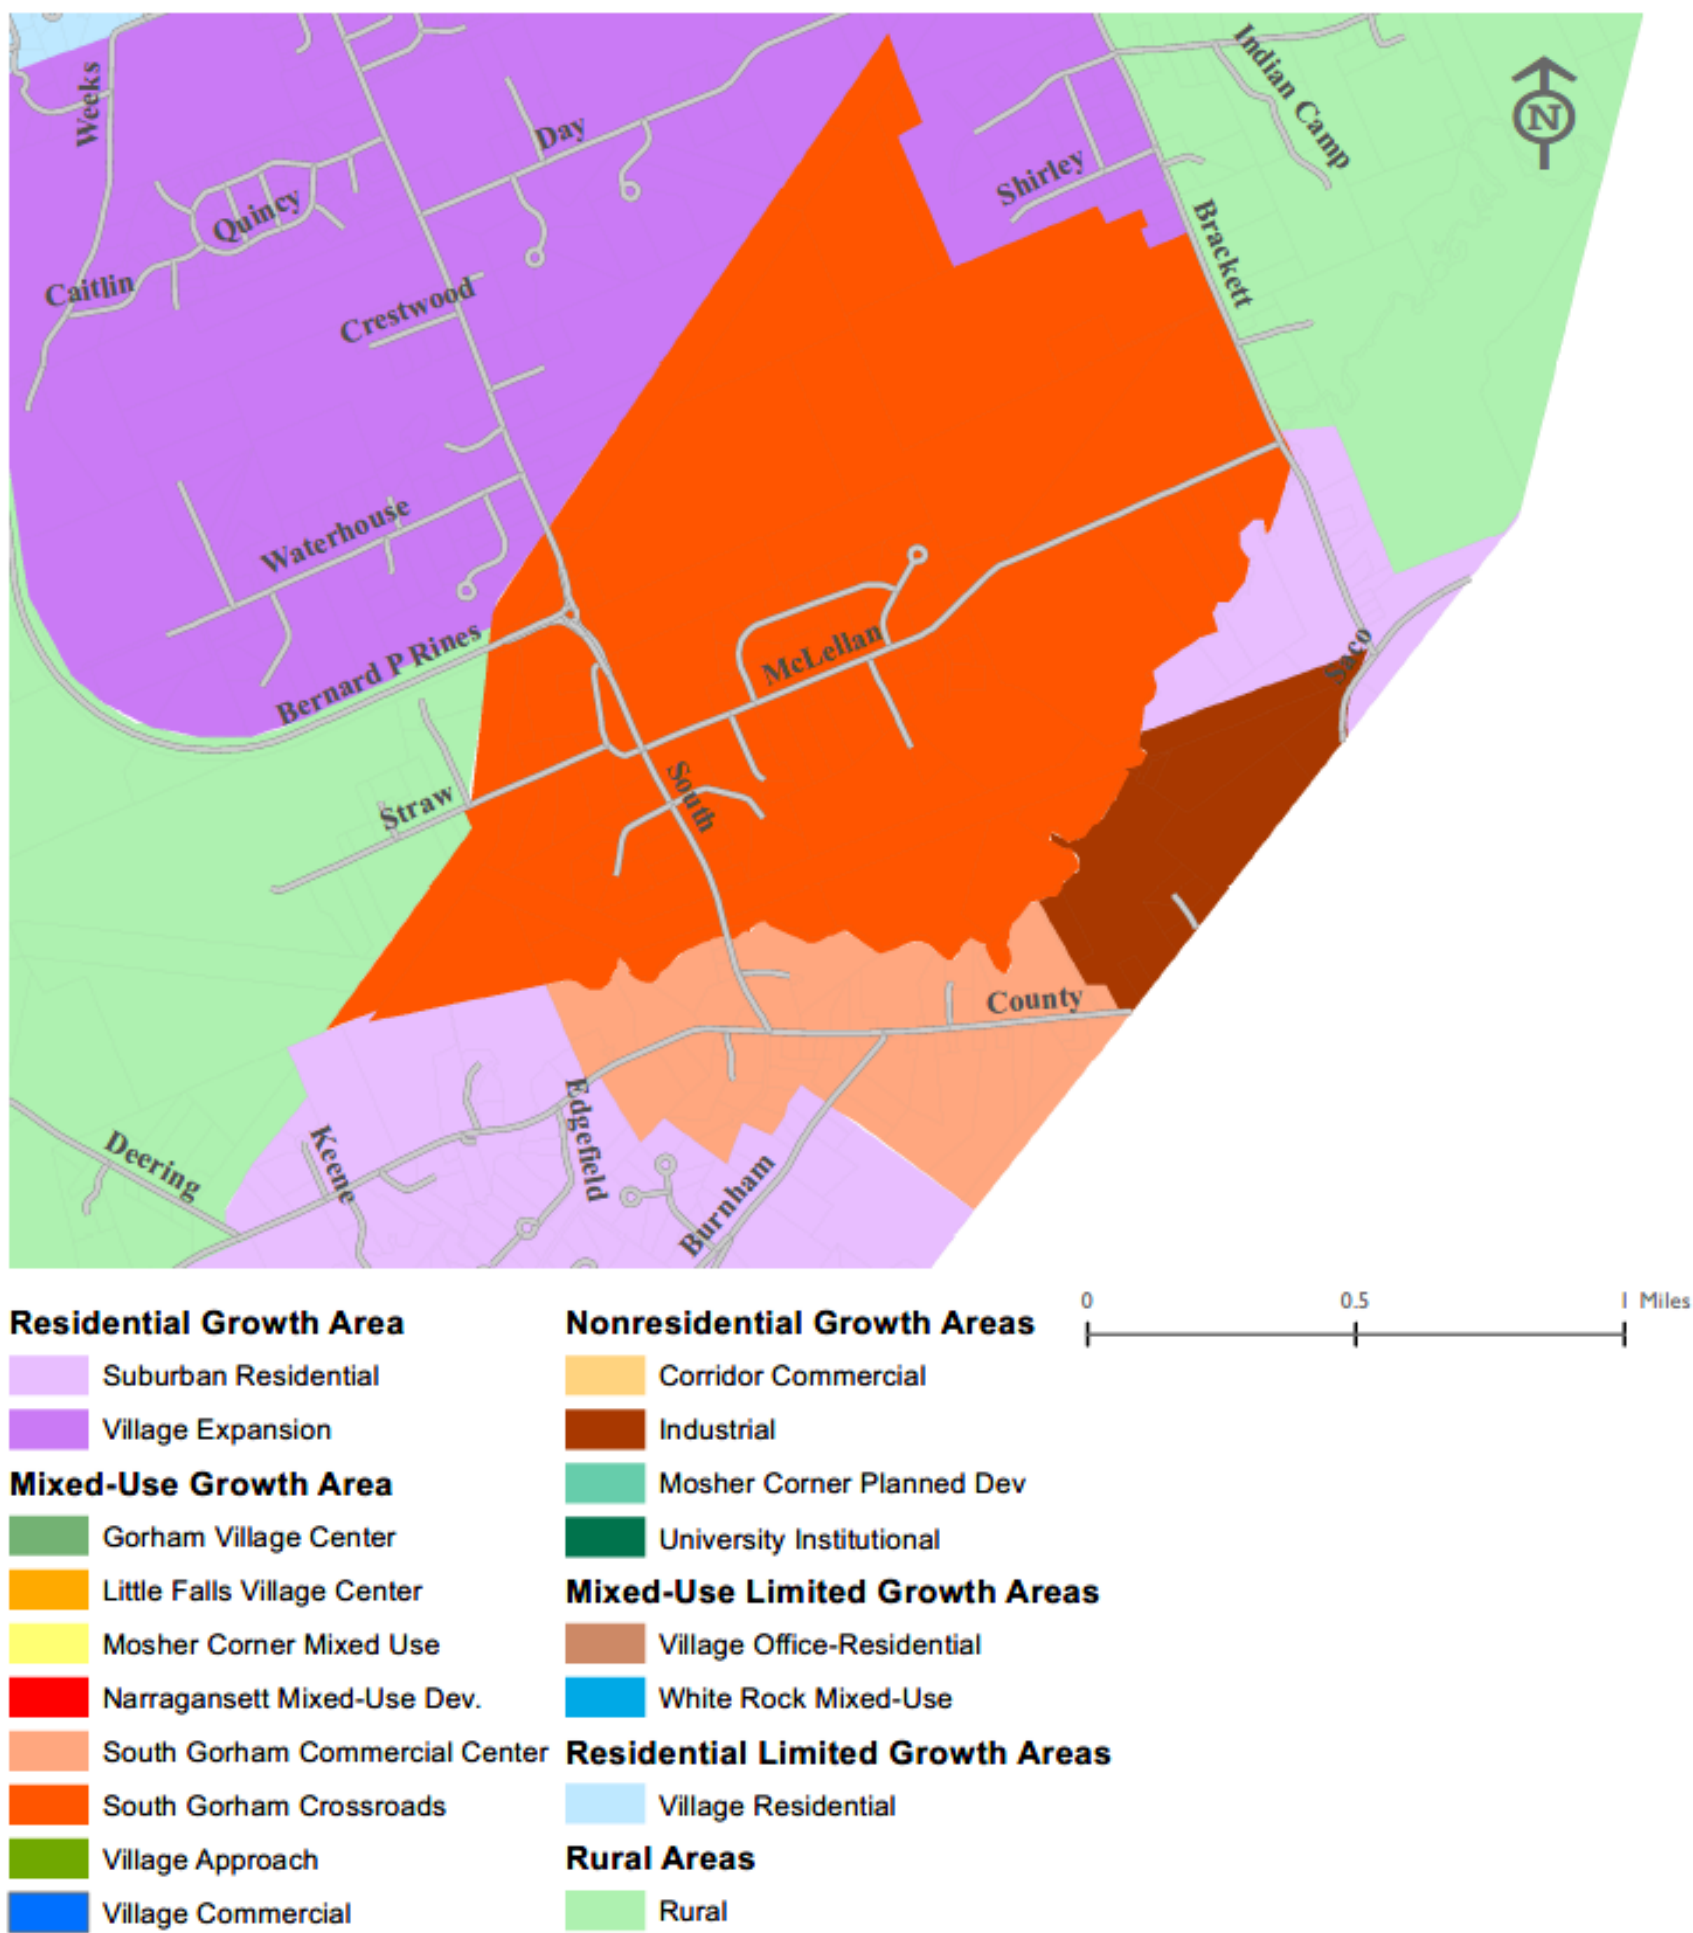 Weeks
Indian Camp
N
Day
Shirley
Quincy
Brackett
Caitlin
Crestwood
Waterhouse
Bernard P Rines
McLellan
Saco
Straw
South
County
Edgefield
Keene
Deering
Burnham
0 0.5 1 Miles
Residential Growth Area
Suburban Residential
Village Expansion
Mixed-Use Growth Area
Gorham Village Center
Little Falls Village Center
Mosher Corner Mixed Use
Narragansett Mixed-Use Dev.
South Gorham Commercial Center
South Gorham Crossroads
Village Approach
Village Commercial
Nonresidential Growth Areas
Corridor Commercial
Industrial
Mosher Corner Planned Dev
University Institutional
Mixed-Use Limited Growth Areas
Village Office-Residential
White Rock Mixed-Use
Residential Limited Growth Areas
Village Residential
Rural Areas
Rural